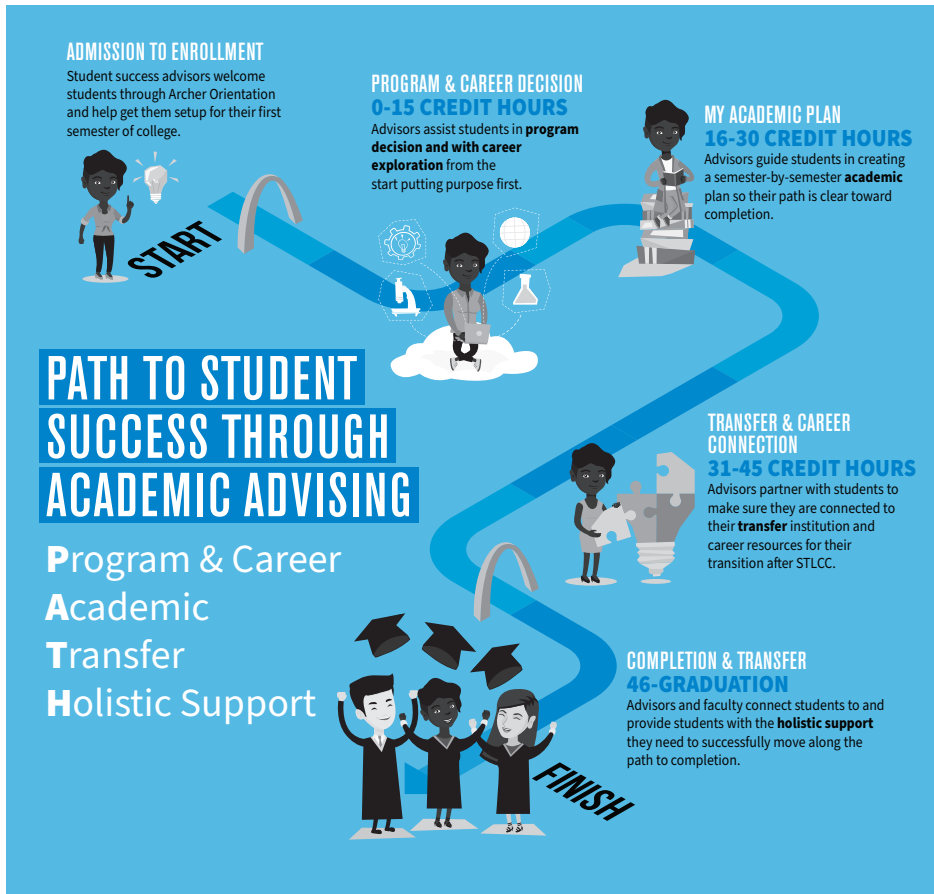 ADMISSION TO ENROLLMENT
Student success advisors welcome
students through Archer Orientation
and help get them setup for their first
semester of college.
START
PROGRAM & CAREER DECISION
0-15 CREDIT HOURS
Advisors assist students in program
decision and with career
exploration from the
start putting purpose first.
MY ACADEMIC PLAN
16-30 CREDIT HOURS
Advisors guide students in creating
a semester-by-semester academic
plan so their path is clear toward
completion.
PATH TO STUDENT
SUCCESS THROUGH
ACADEMIC ADVISING
Program & Career
Academic
Transfer
Holistic Support
TRANSFER & CAREER
CONNECTION
31-45 CREDIT HOURS
Advisors partner with students to
make sure they are connected to
their transfer institution and
career resources for their
transition after STLCC.
COMPLETION & TRANSFER
46-GRADUATION
Advisors and faculty connect students to and
provide students with the holistic support
they need to successfully move along the
path to completion.
FINISH